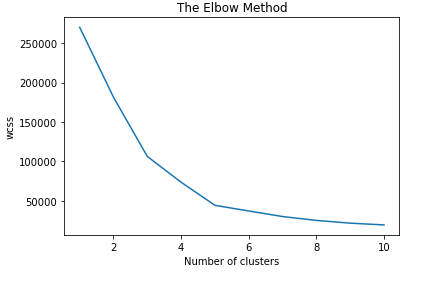 The Elbow Method
250000
200000
150000
100000
50000
wcss
2 4 6 8 10
Number of clusters